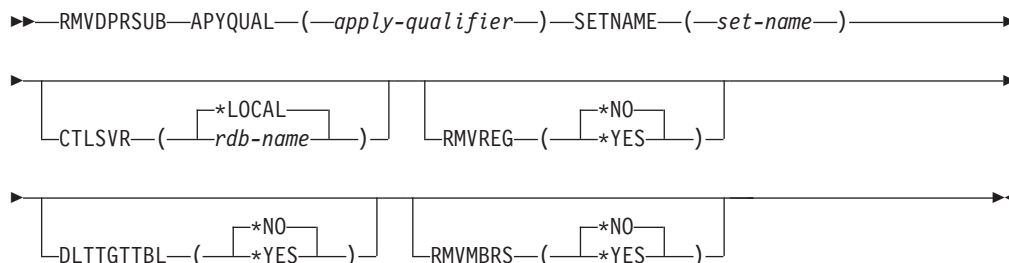 RMVDPRSUB APYQUAL ( apply-qualifier ) SETNAME ( set-name )
*LOCAL *NO
CTLSVR ( rdb-name ) RMVREG ( *YES )
*NO *NO
DLTTGTTBL ( *YES ) RMVMBRS ( *YES )